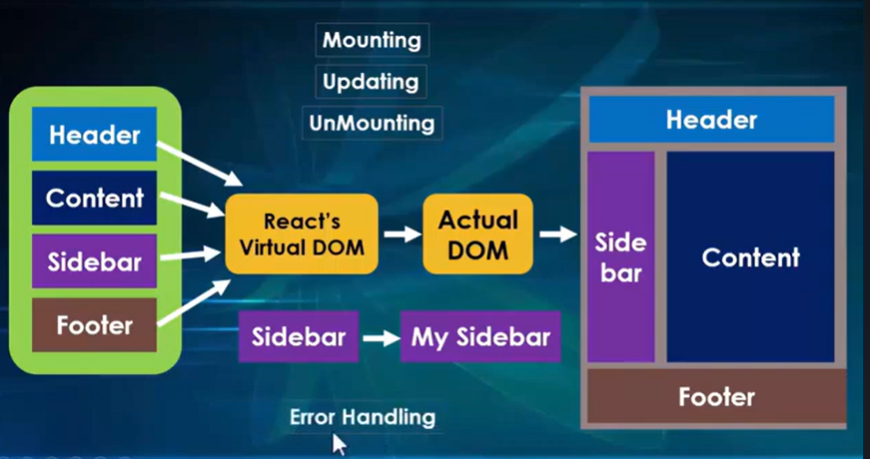 Mounting
Updating
UnMounting
Header
Content
Sidebar
Footer
React's
Virtual DOM
Actual
DOM
Sidebar
My Sidebar
Error Handling
Header
Side
bar
Content
Footer